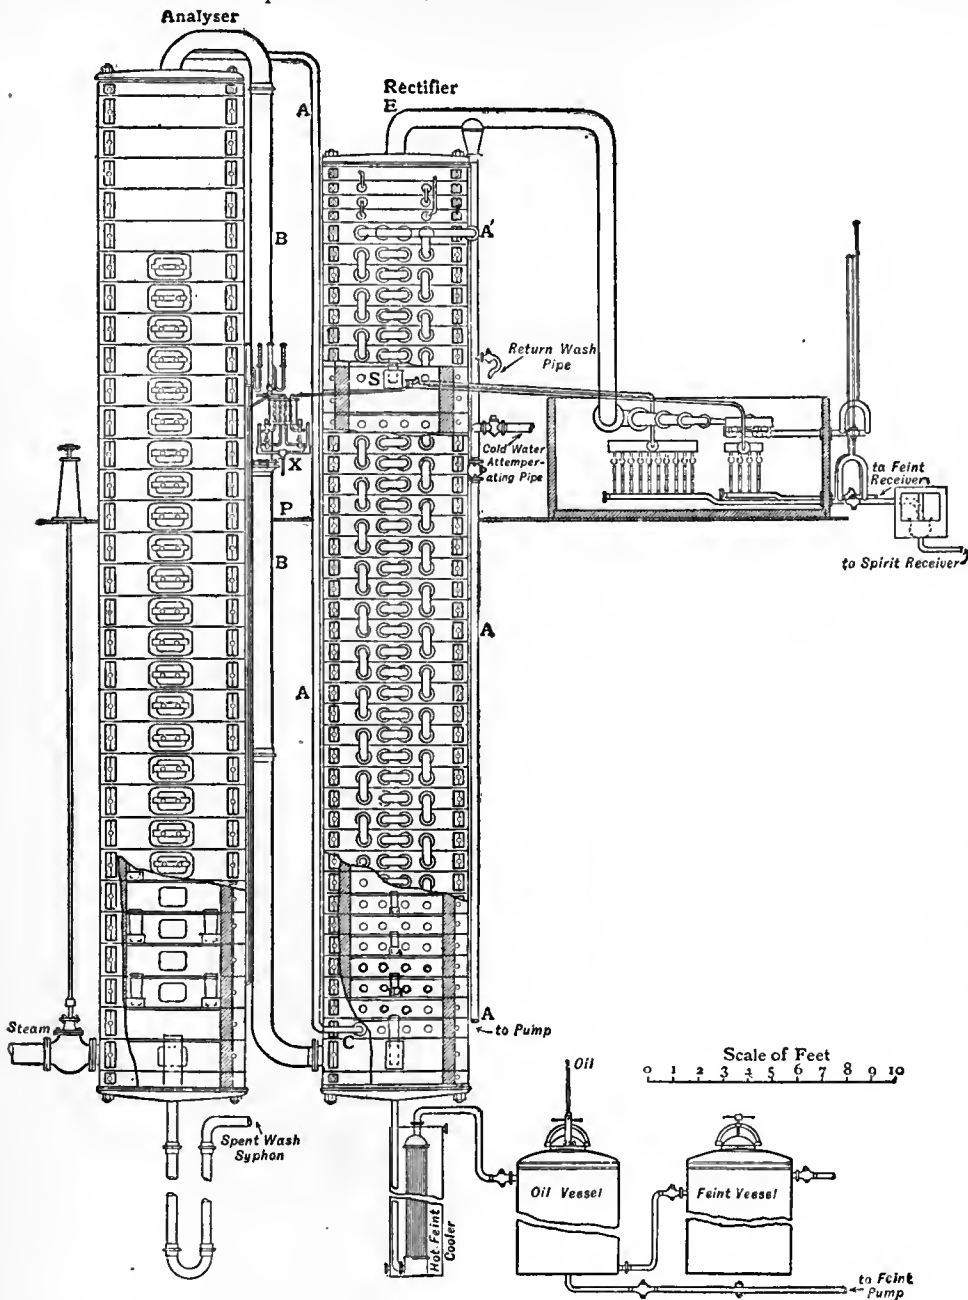 Analyser
Rectifier
E
A
B
A'
Return Wash
Pipe
S
Cold Water
Attemper-
ating Pipe
X
to Feint
Receiver
P
B
to Spirit Receiver
A
A
A
to Pump
Steam
C
Scale of Feet
0 1 2 3 4 5 6 7 8 9 10
Oil
Spent Wash
Syphon
Hot Feint
Cooler
Oil Vessel
Feint Vessel
to Feint
Pump